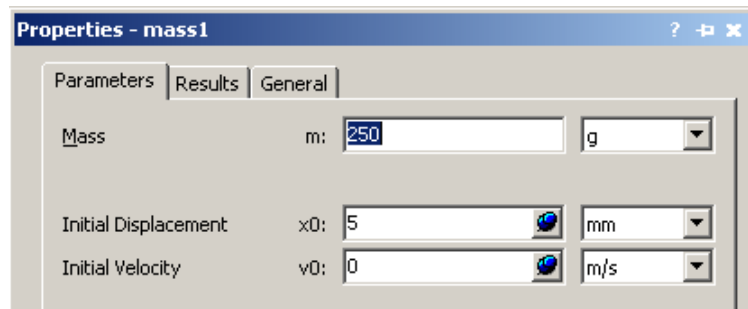 Properties - mass1 ?
Parameters Results General
Mass m: 250 g
Initial Displacement x0: 5 mm
Initial Velocity v0: 0 m/s